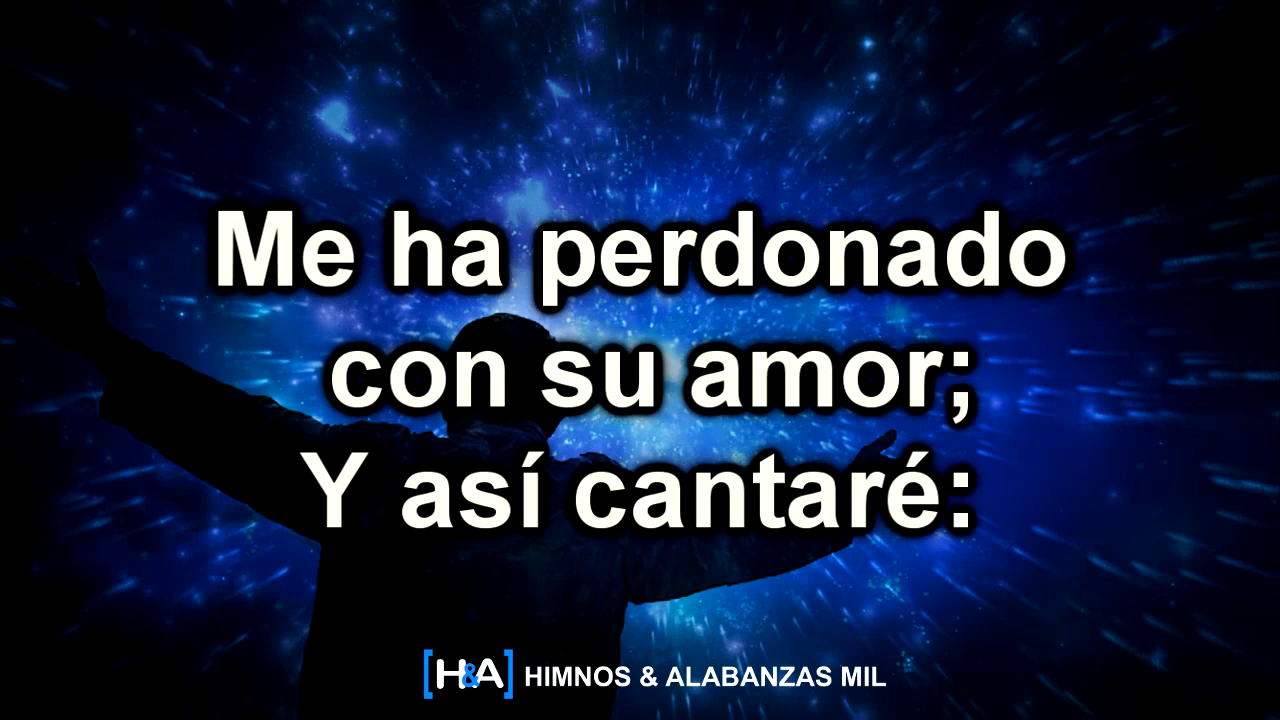 Me ha perdonado
con su amor;
Y así cantaré:
[H&A] HIMNOS & ALABANZAS MIL